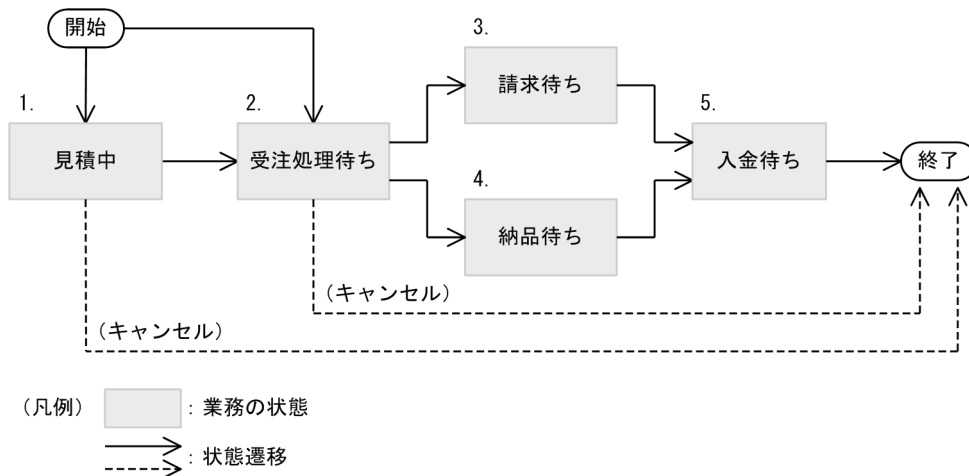 開始
1.
見積中
2.
受注処理待ち
3.
請求待ち
4.
納品待ち
5.
入金待ち
終了
（キャンセル）
（キャンセル）
（凡例）
：業務の状態
：状態遷移